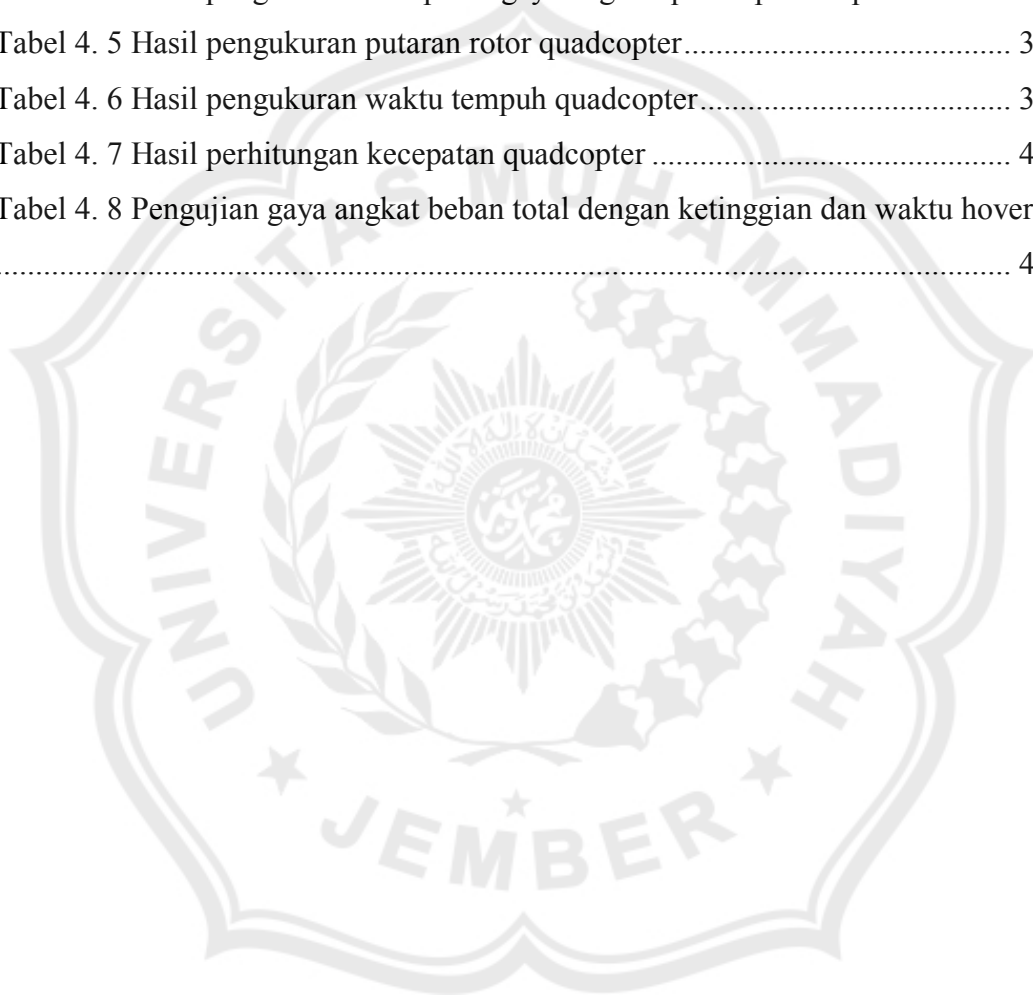 Tabel 4. 5 Hasil pengukuran putaran rotor quadcopter......................................... 3
Tabel 4. 6 Hasil pengukuran waktu tempuh quadcopter....................................... 3
Tabel 4. 7 Hasil perhitungan kecepatan quadcopter ............................................. 4
Tabel 4. 8 Pengujian gaya angkat beban total dengan ketinggian dan waktu hover
................................................................................................................................. 4
UNIVERSITAS MUHAMMADIYAH
JEMBER